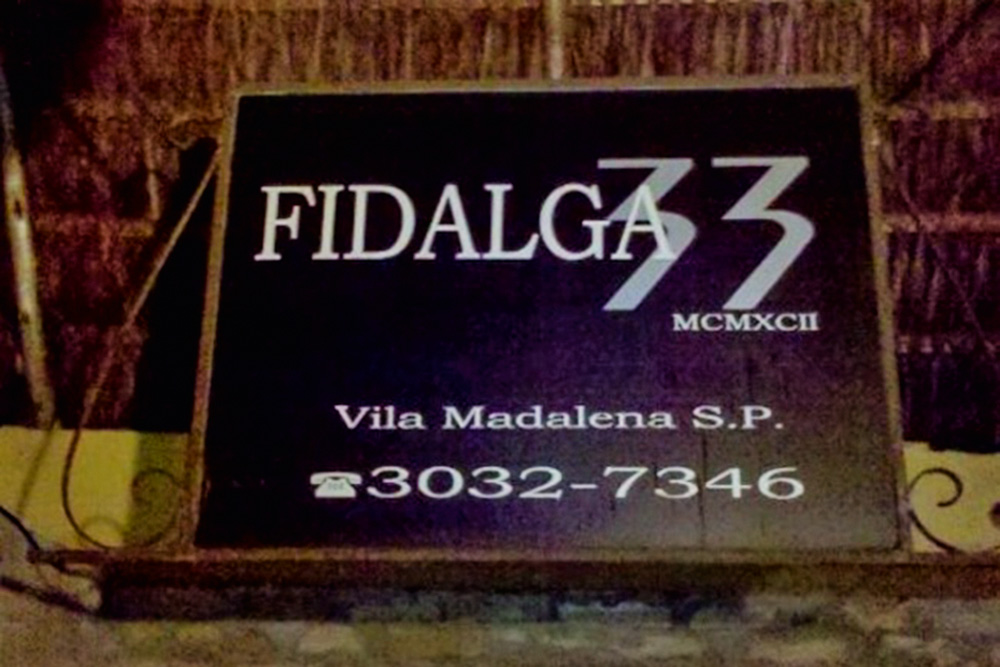 FIDALGA 33
MCMXCII
Vila Madalena S.P.
☎3032-7346